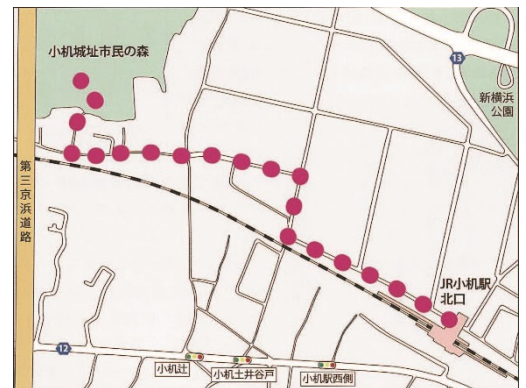 小机城址市民の森
13
新横浜
公園
第三京浜道路
JR小机駅
北口
12
小机辻
小机土井谷戸
小机駅西側